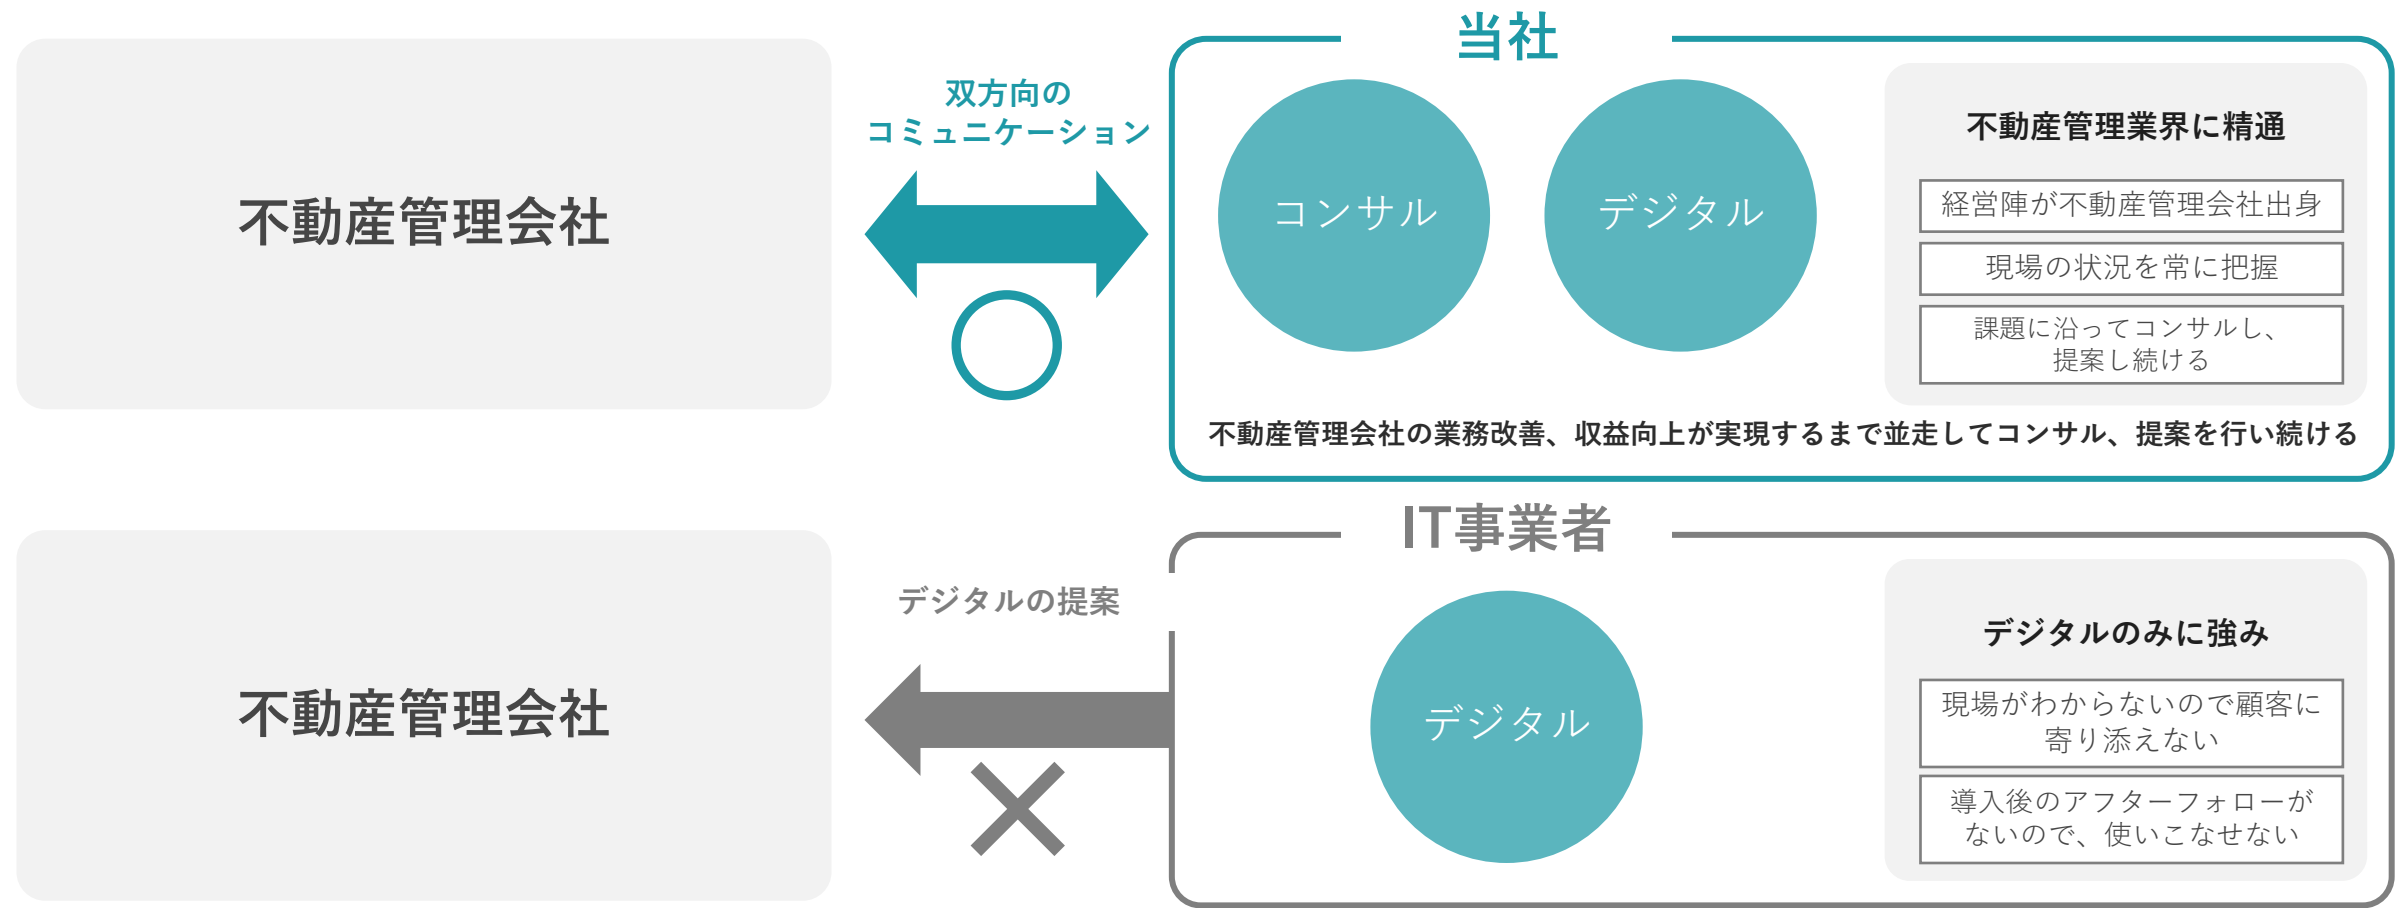 当社
不動産管理会社
双方向の
コミュニケーション
コンサル
デジタル
不動産管理業界に精通
経営陣が不動産管理会社出身
現場の状況を常に把握
課題に沿ってコンサルし、
提案し続ける
不動産管理会社の業務改善、収益向上が実現するまで並走してコンサル、提案を行い続ける
IT事業者
不動産管理会社
デジタルの提案
デジタル
デジタルのみに強み
現場がわからないので顧客に
寄り添えない
導入後のアフターフォローが
ないので、使いこなせない